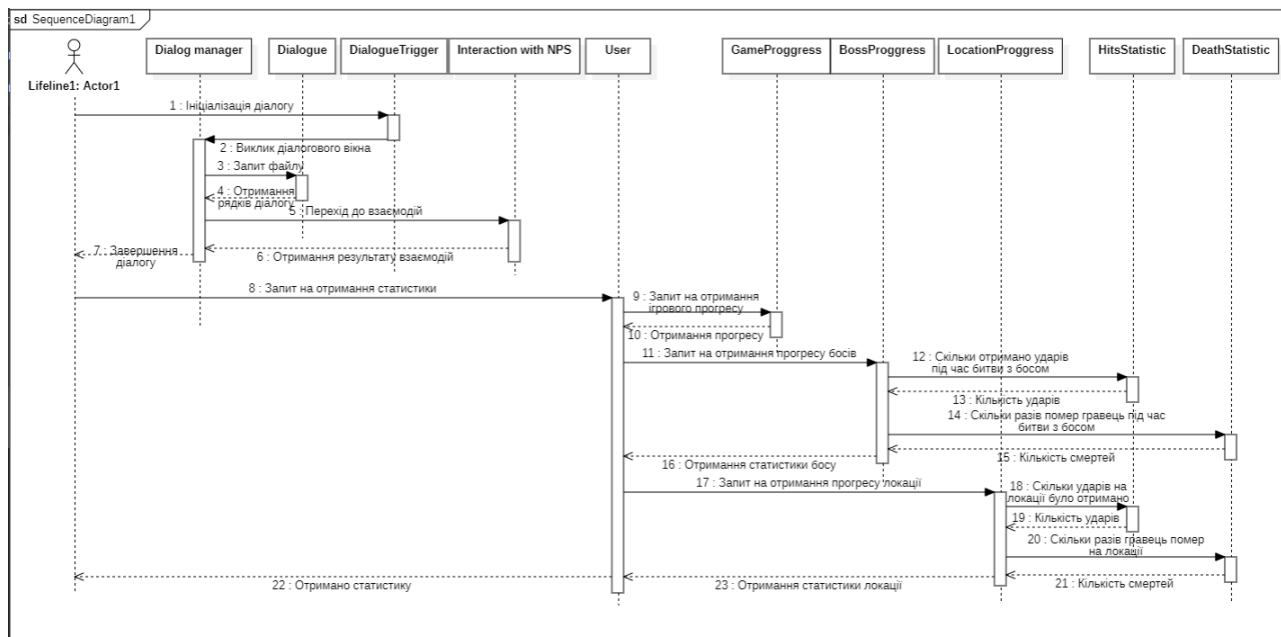 sd SequenceDiagram1
Lifeline1: Actor1
Dialog manager
Dialogue
DialogueTrigger
Interaction with NPS
User
GameProggress
BossProggress
LocationProggress
HitsStatistic
DeathStatistic
1 : Ініціалізація діалогу
2 : Виклик діалогового вікна
3 : Запит файлу
4 : Отримання
рядків діалогу
5 : Перехід до взаємодій
6 : Отримання результату взаємодій
7 : Завершення
діалогу
8 : Запит на отримання статистики
9 : Запит на отримання
ігрового прогресу
10 : Отримання прогресу
11 : Запит на отримання прогресу босів
12 : Скільки отримано ударів
під час битви з босом
13 : Кількість ударів
14 : Скільки разів помер гравець під час
битви з босом
15 : Кількість смертей
16 : Отримання статистики босу
17 : Запит на отримання прогресу локації
18 : Скільки ударів на
локації було отримано
19 : Кількість ударів
20 : Скільки разів гравець помер
на локації
21 : Кількість смертей
22 : Отримано статистику
23 : Отримання статистики локації